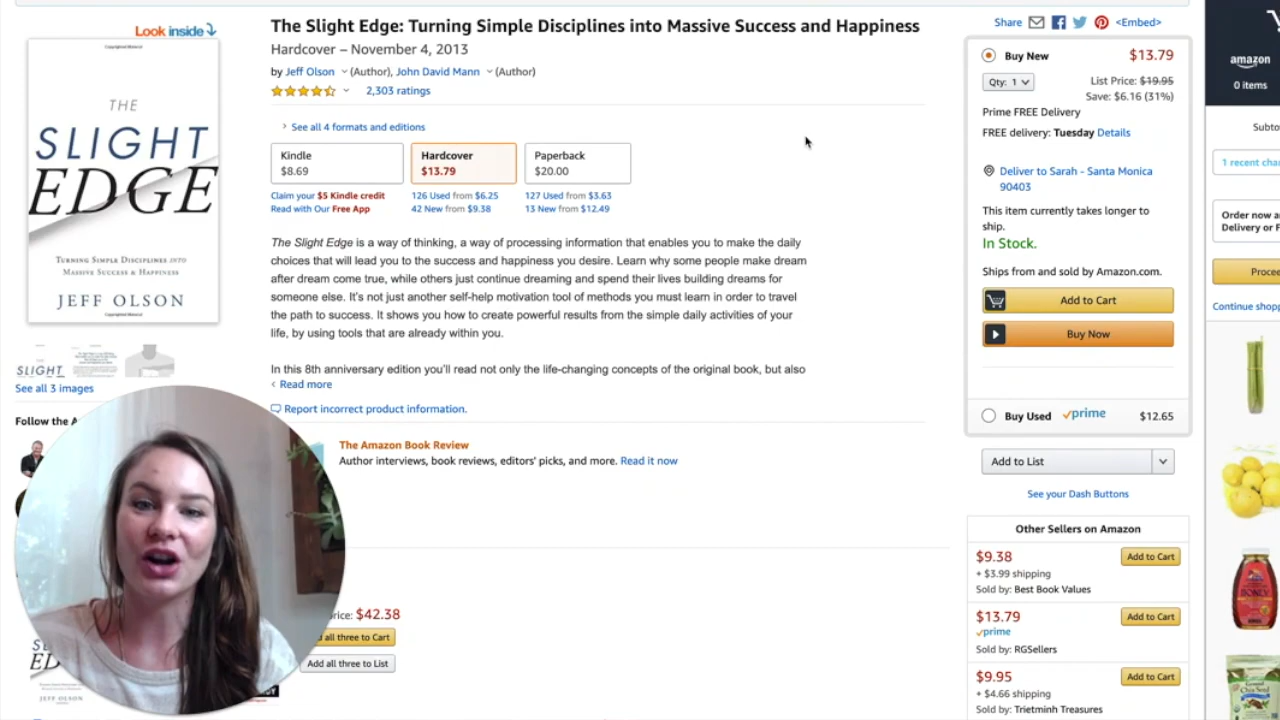 Look inside
Copyrighted Material
THE
SLIGHT
EDGE
TURNING SIMPLE DISCIPLINES INTO
MASSIVE SUCCESS & HAPPINESS
JEFF OLSON
Copyrighted Material
SLIGHT
See all 3 images
Follow the A
The Slight Edge: Turning Simple Disciplines into Massive Success and Happiness
Hardcover – November 4, 2013
by Jeff Olson (Author), John David Mann (Author)
2,303 ratings
See all 4 formats and editions
Kindle
$8.69
Hardcover
$13.79
Paperback
$20.00
Claim your $5 Kindle credit
Read with Our Free App
126 Used from $6.25
42 New from $9.38
127 Used from $3.63
13 New from $12.49
The Slight Edge is a way of thinking, a way of processing information that enables you to make the daily
choices that will lead you to the success and happiness you desire. Learn why some people make dream
after dream come true, while others just continue dreaming and spend their lives building dreams for
someone else. It's not just another self-help motivation tool of methods you must learn in order to travel
the path to success. It shows you how to create powerful results from the simple daily activities of your
life, by using tools that are already within you.
In this 8th anniversary edition you'll read not only the life-changing concepts of the original book, but also
Read more
Report incorrect product information.
The Amazon Book Review
Author interviews, book reviews, editors' picks, and more. Read it now
rice: $42.38
all three to Cart
Add all three to List
ED
JEFF OLSON
Share <Embed>
Buy New $13.79
Qty: 1
List Price: $19.95
Save: $6.16 (31%)
Prime FREE Delivery
FREE delivery: Tuesday Details
Deliver to Sarah - Santa Monica
90403
This item currently takes longer to
ship.
In Stock.
Ships from and sold by Amazon.com.
Add to Cart
Buy Now
Buy Used prime $12.65
Add to List
See your Dash Buttons
Other Sellers on Amazon
$9.38
+ $3.99 shipping
Sold by: Best Book Values
Add to Cart
$13.79
prime
Sold by: RGSellers
Add to Cart
$9.95
+ $4.66 shipping
Sold by: Trietminh Treasures
Add to Cart
amazon
0 items
Subto
1 recent cha
Order now a
Delivery or F
Procee
Continue shopp
HONEY